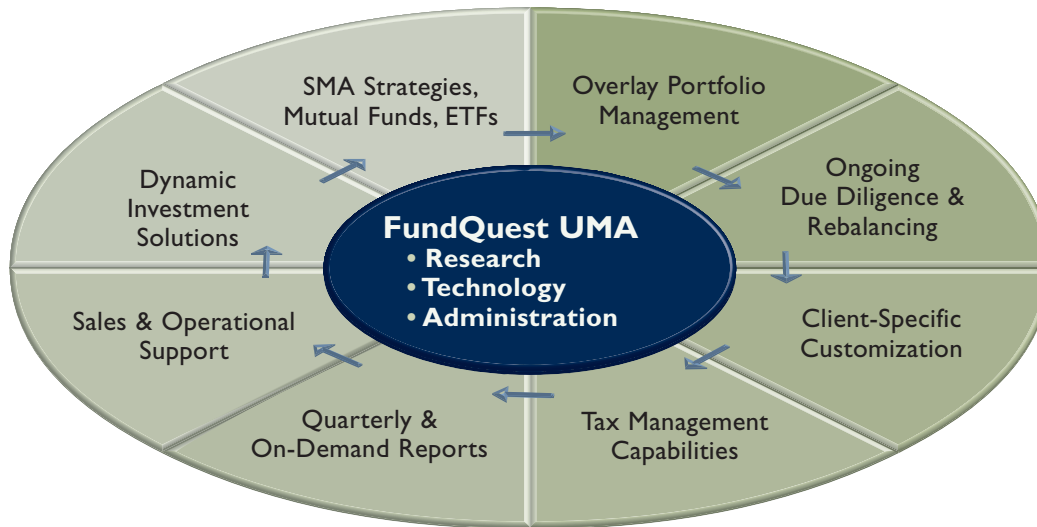 SMA Strategies,
Mutual Funds, ETFs
Overlay Portfolio
Management
Ongoing
Due Diligence &
Rebalancing
Client-Specific
Customization
Tax Management
Capabilities
Quarterly &
On-Demand Reports
Sales & Operational
Support
Dynamic
Investment
Solutions
FundQuest UMA
• Research
• Technology
• Administration